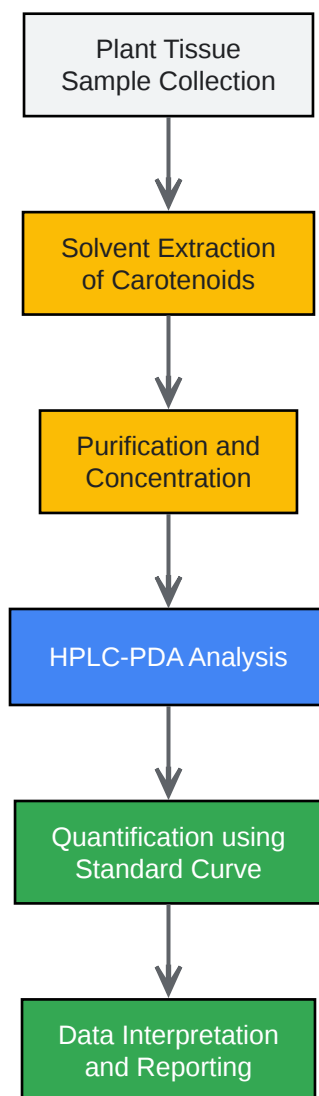 Plant Tissue
Sample Collection
Solvent Extraction
of Carotenoids
Purification and
Concentration
HPLC-PDA Analysis
Quantification using
Standard Curve
Data Interpretation
and Reporting